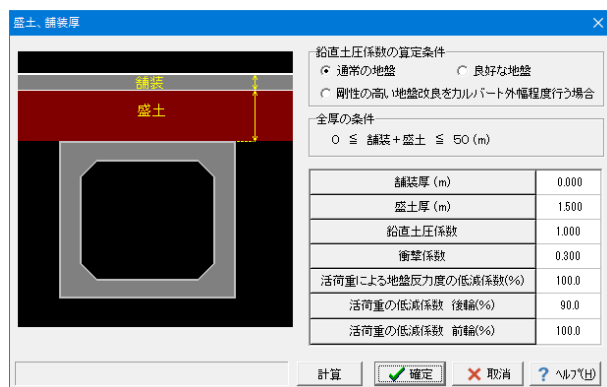 盛土、舗装厚
舗装
盛土
鉛直土圧係数の算定条件
通常の地盤
良好な地盤
剛性の高い地盤改良をカルバート外幅程度行う場合
全厚の条件
0 ≦ 舗装+盛土 ≦ 50(m)
舗装厚(m) 0.000
盛土厚(m) 1.500
鉛直土圧係数 1.000
衝撃係数 0.300
活荷重による地盤反力度の低減係数(%) 100.0
活荷重の低減係数 後輪(%) 90.0
活荷重の低減係数 前輪(%) 100.0
計算 確定 取消 ? ヘルプ(H)